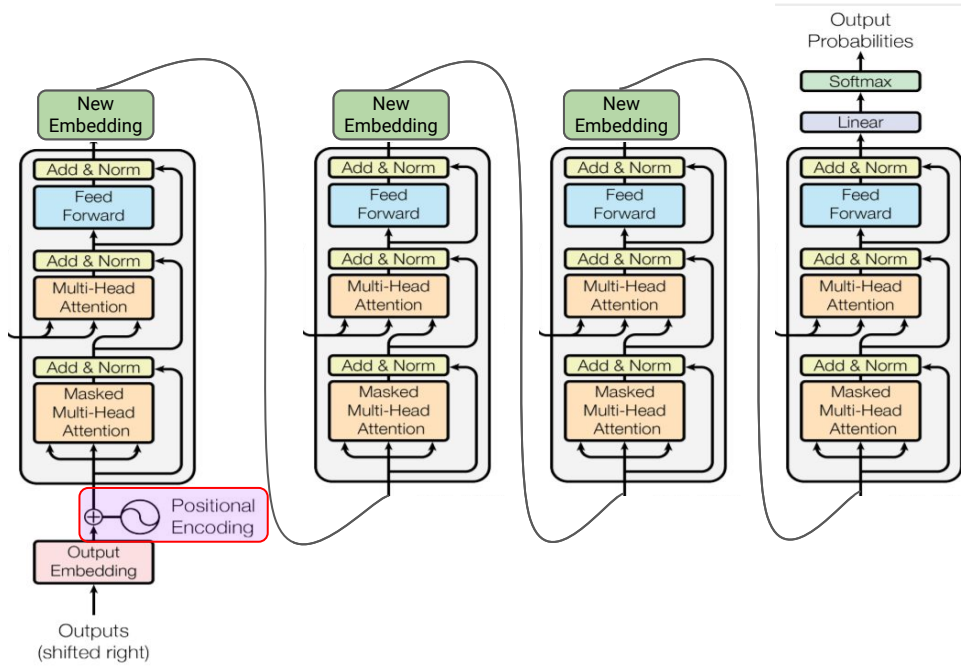 New
Embedding
Add & Norm
Feed
Forward
Add & Norm
Multi-Head
Attention
Add & Norm
Masked
Multi-Head
Attention
Positional
Encoding
Output
Embedding
Outputs
(shifted right)
New
Embedding
Add & Norm
Feed
Forward
Add & Norm
Multi-Head
Attention
Add & Norm
Masked
Multi-Head
Attention
New
Embedding
Add & Norm
Feed
Forward
Add & Norm
Multi-Head
Attention
Add & Norm
Masked
Multi-Head
Attention
Output
Probabilities
Softmax
Linear
Add & Norm
Feed
Forward
Add & Norm
Multi-Head
Attention
Add & Norm
Masked
Multi-Head
Attention